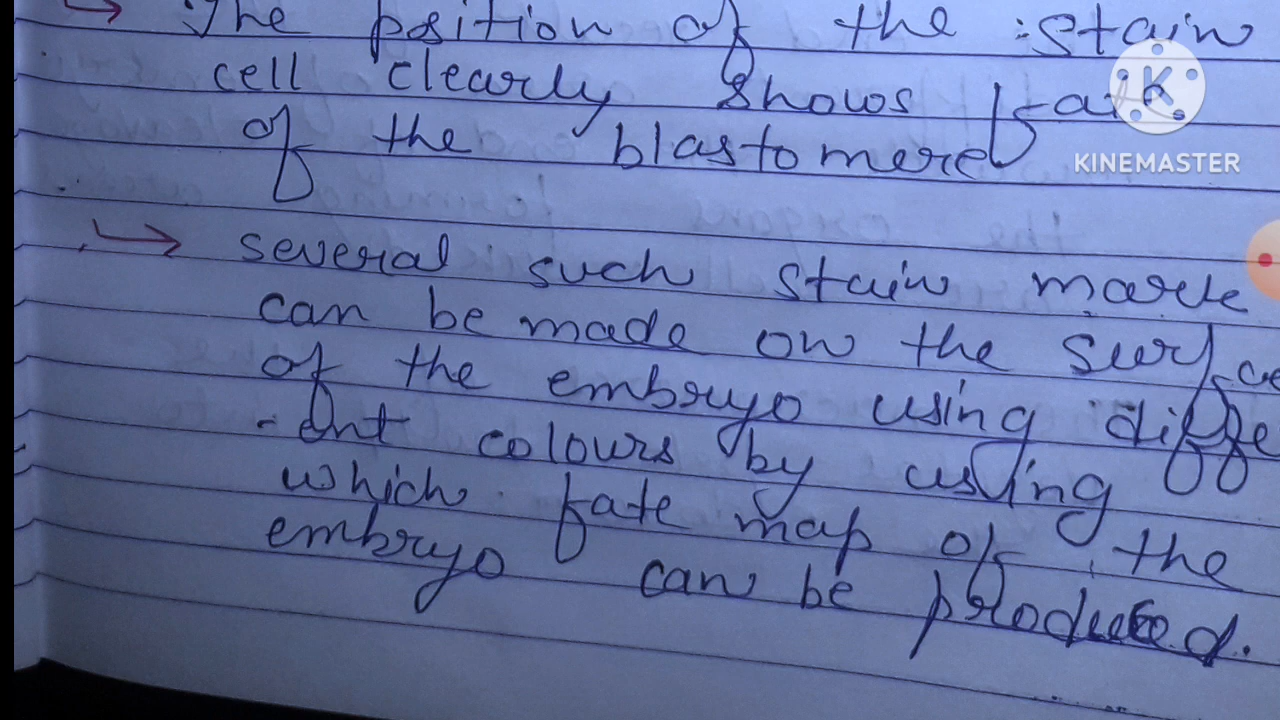 The position of the stain
cell clearly shows fate
of the blastomere
several such stain mark
can be made on the surface
of the embryo using diffe
-ent colours by using
which fate map of the
embryo can be produced.
K
KINEMASTER